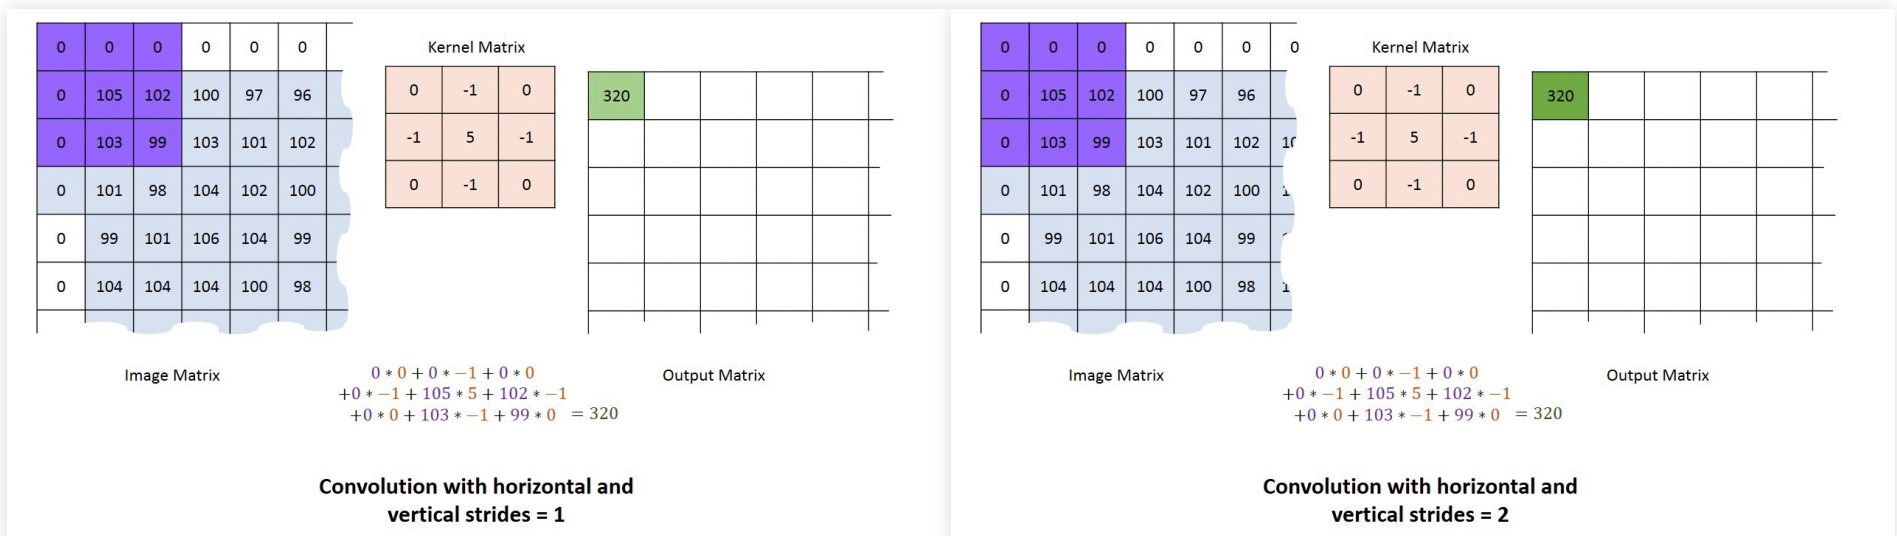 0 0 0 0 0 0
0 105 102 100 97 96
0 103 99 103 101 102
0 101 98 104 102 100
0 99 101 106 104 99
0 104 104 104 100 98
Image Matrix
Kernel Matrix
0 -1 0
-1 5 -1
0 -1 0
320
Output Matrix
0 ∗ 0 + 0 ∗ −1 + 0 ∗ 0
+0 ∗ −1 + 105 ∗ 5 + 102 ∗ −1
+0 ∗ 0 + 103 ∗ −1 + 99 ∗ 0 = 320
Convolution with horizontal and
vertical strides = 1
0 0 0 0 0 0 0
0 105 102 100 97 96
0 103 99 103 101 102
0 101 98 104 102 100
0 99 101 106 104 99
0 104 104 104 100 98
Image Matrix
Kernel Matrix
0 -1 0
-1 5 -1
0 -1 0
320
Output Matrix
0 ∗ 0 + 0 ∗ −1 + 0 ∗ 0
+0 ∗ −1 + 105 ∗ 5 + 102 ∗ −1
+0 ∗ 0 + 103 ∗ −1 + 99 ∗ 0 = 320
Convolution with horizontal and
vertical strides = 2